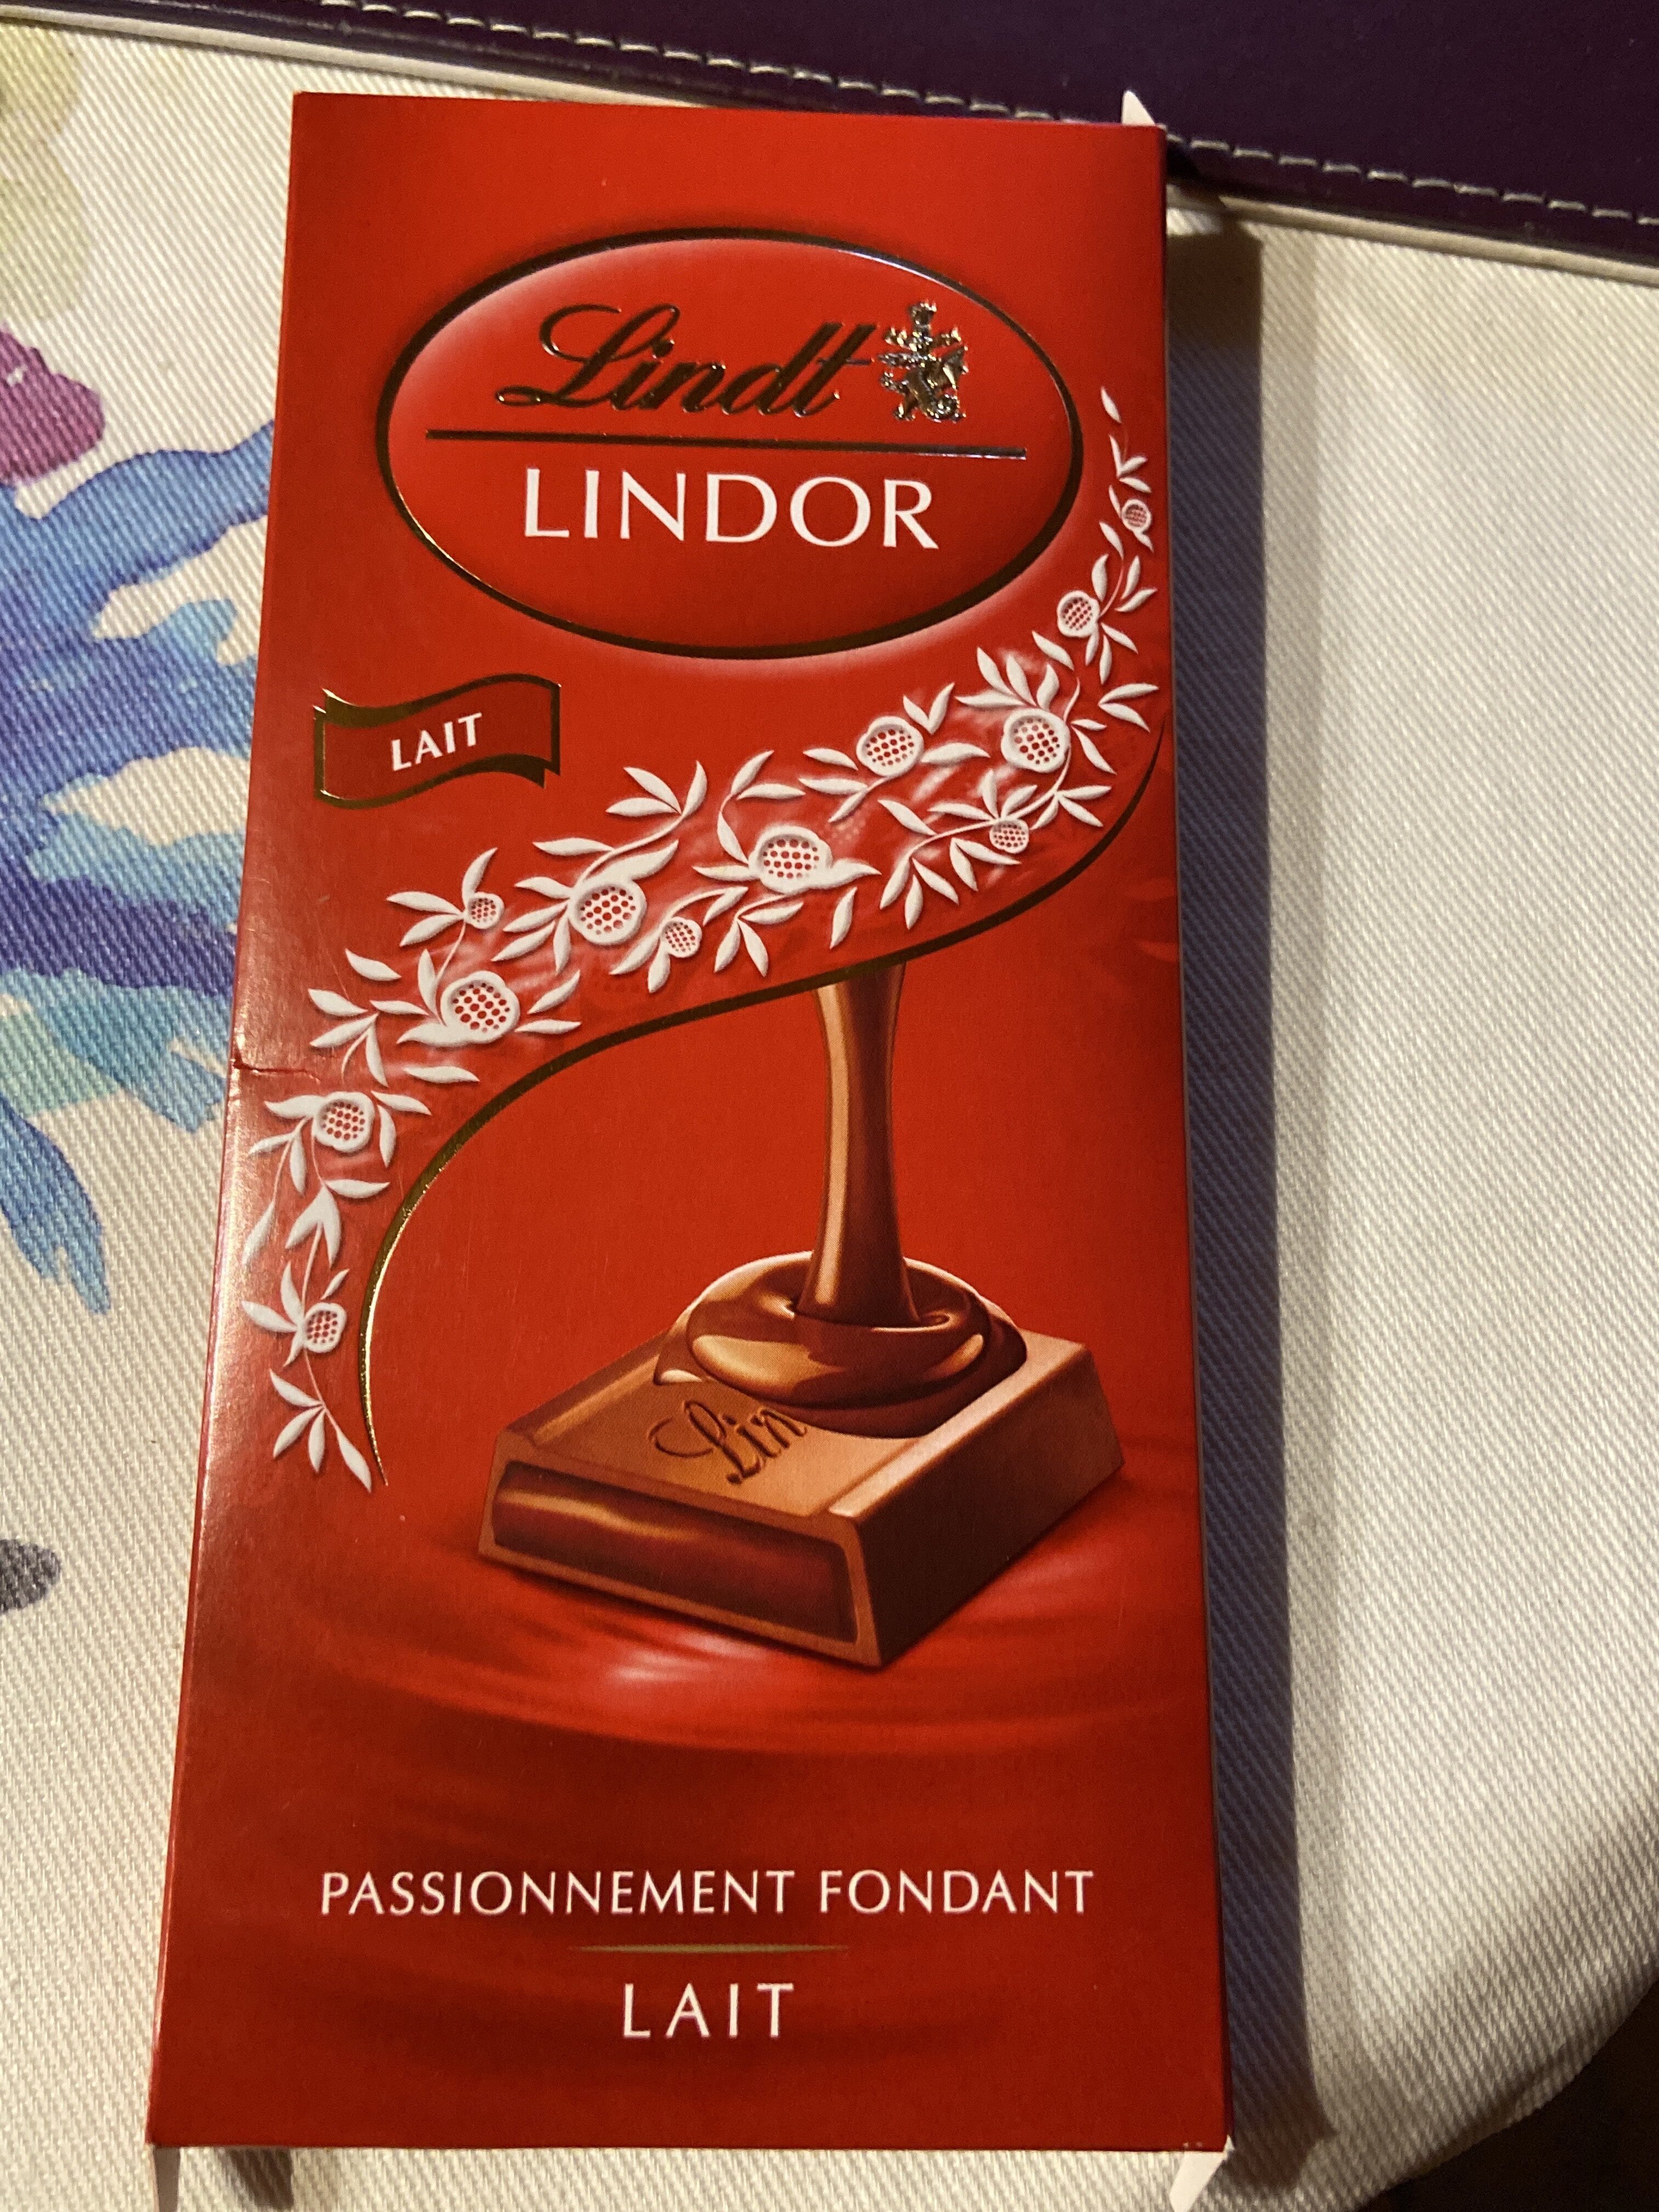 Lindt
LINDOR
LAIT
Lin
PASSIONNEMENT FONDANT
LAIT